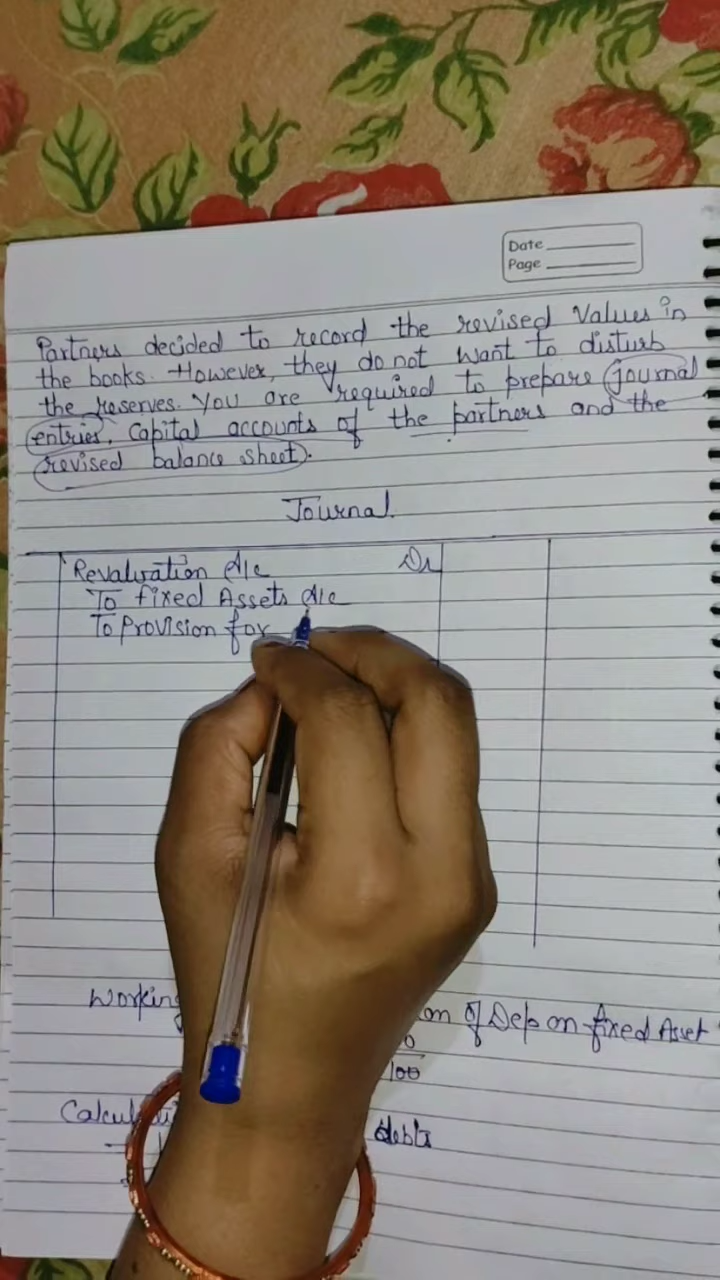 Date
Page
Partners decided to record the revised values in
the books. However, they do not want to disturb
the reserves. You are required to prepare journal
entries, capital accounts of the partners and the
revised balance sheet.
Journal
Revaluation A/c Dr
To fixed Assets A/c
To Provision for
Working on of Dep on fixed Asset
100
debts